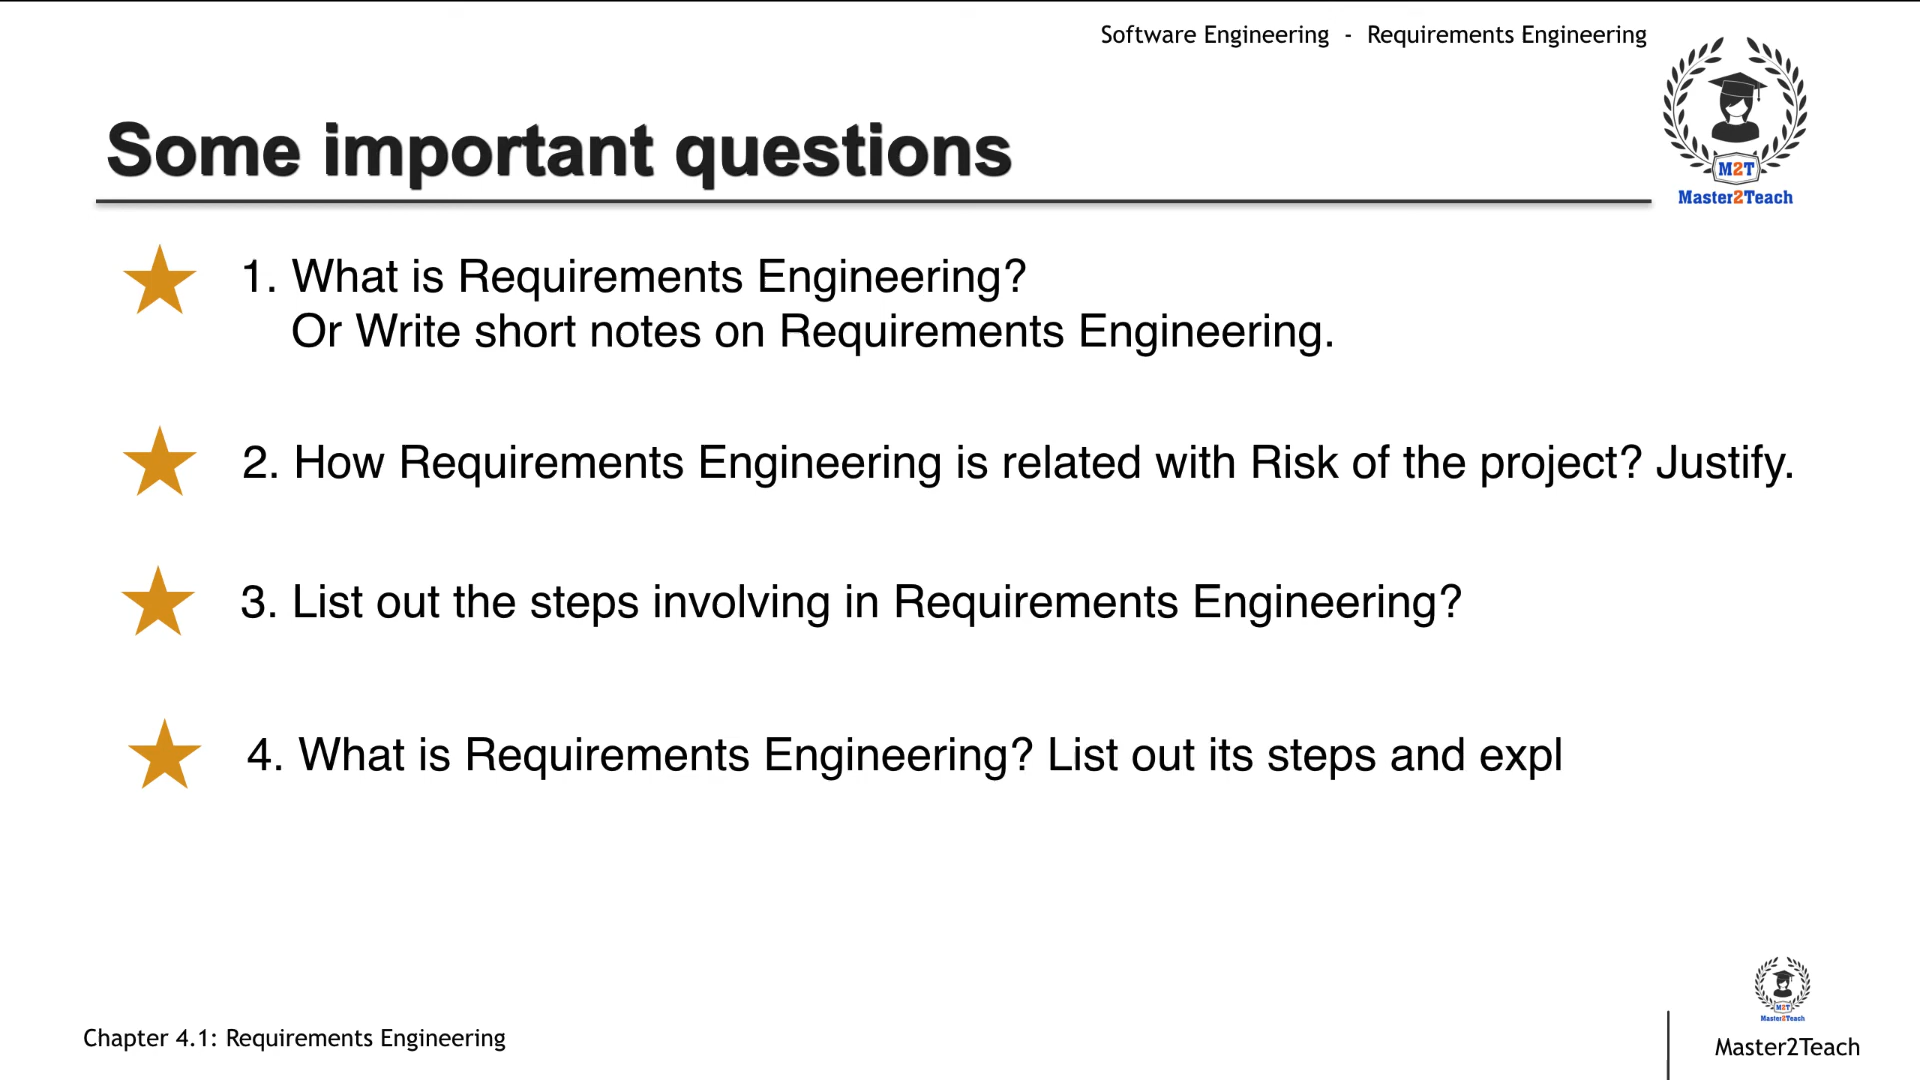 Software Engineering - Requirements Engineering
Some important questions
M2T
Master2Teach
1. What is Requirements Engineering?
Or Write short notes on Requirements Engineering.
2. How Requirements Engineering is related with Risk of the project? Justify.
3. List out the steps involving in Requirements Engineering?
4. What is Requirements Engineering? List out its steps and expl
M2T
Master2Teach
Chapter 4.1: Requirements Engineering
Master2Teach